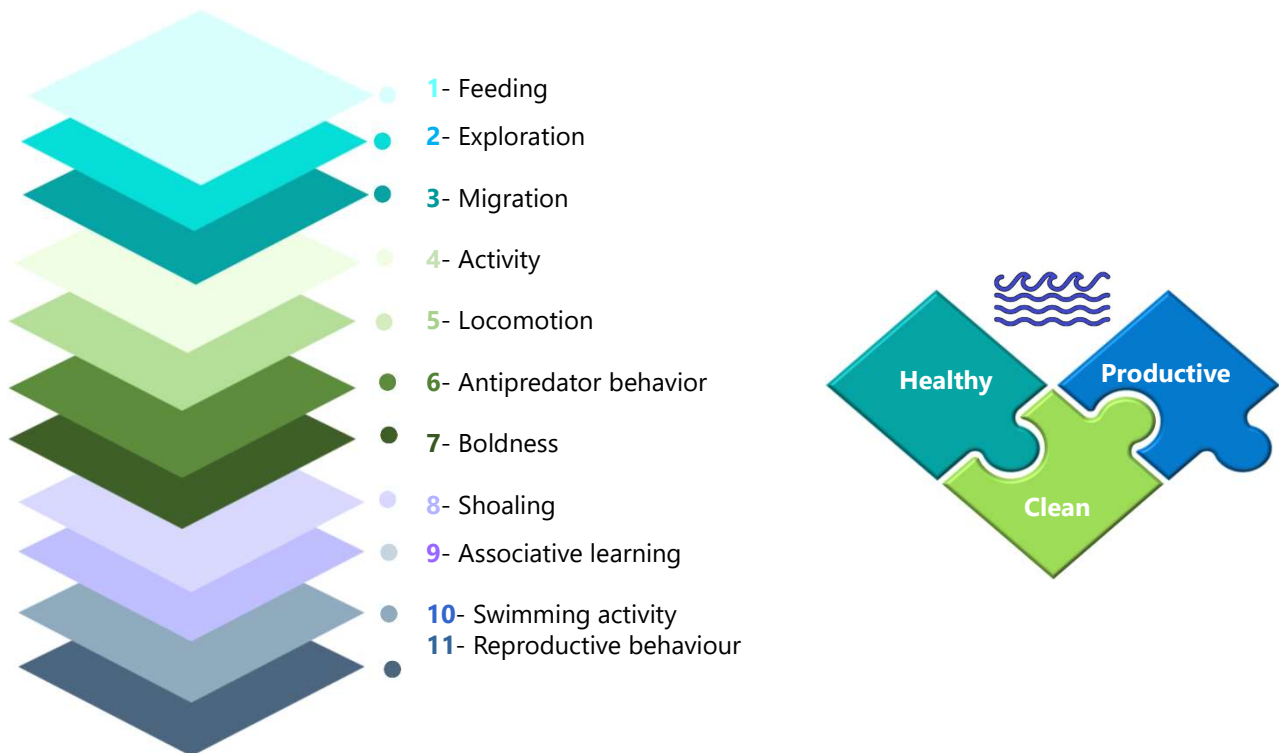 1- Feeding
2- Exploration
3- Migration
4- Activity
5- Locomotion
6- Antipredator behavior
7- Boldness
8- Shoaling
9- Associative learning
10- Swimming activity
11- Reproductive behaviour
Healthy
Productive
Clean